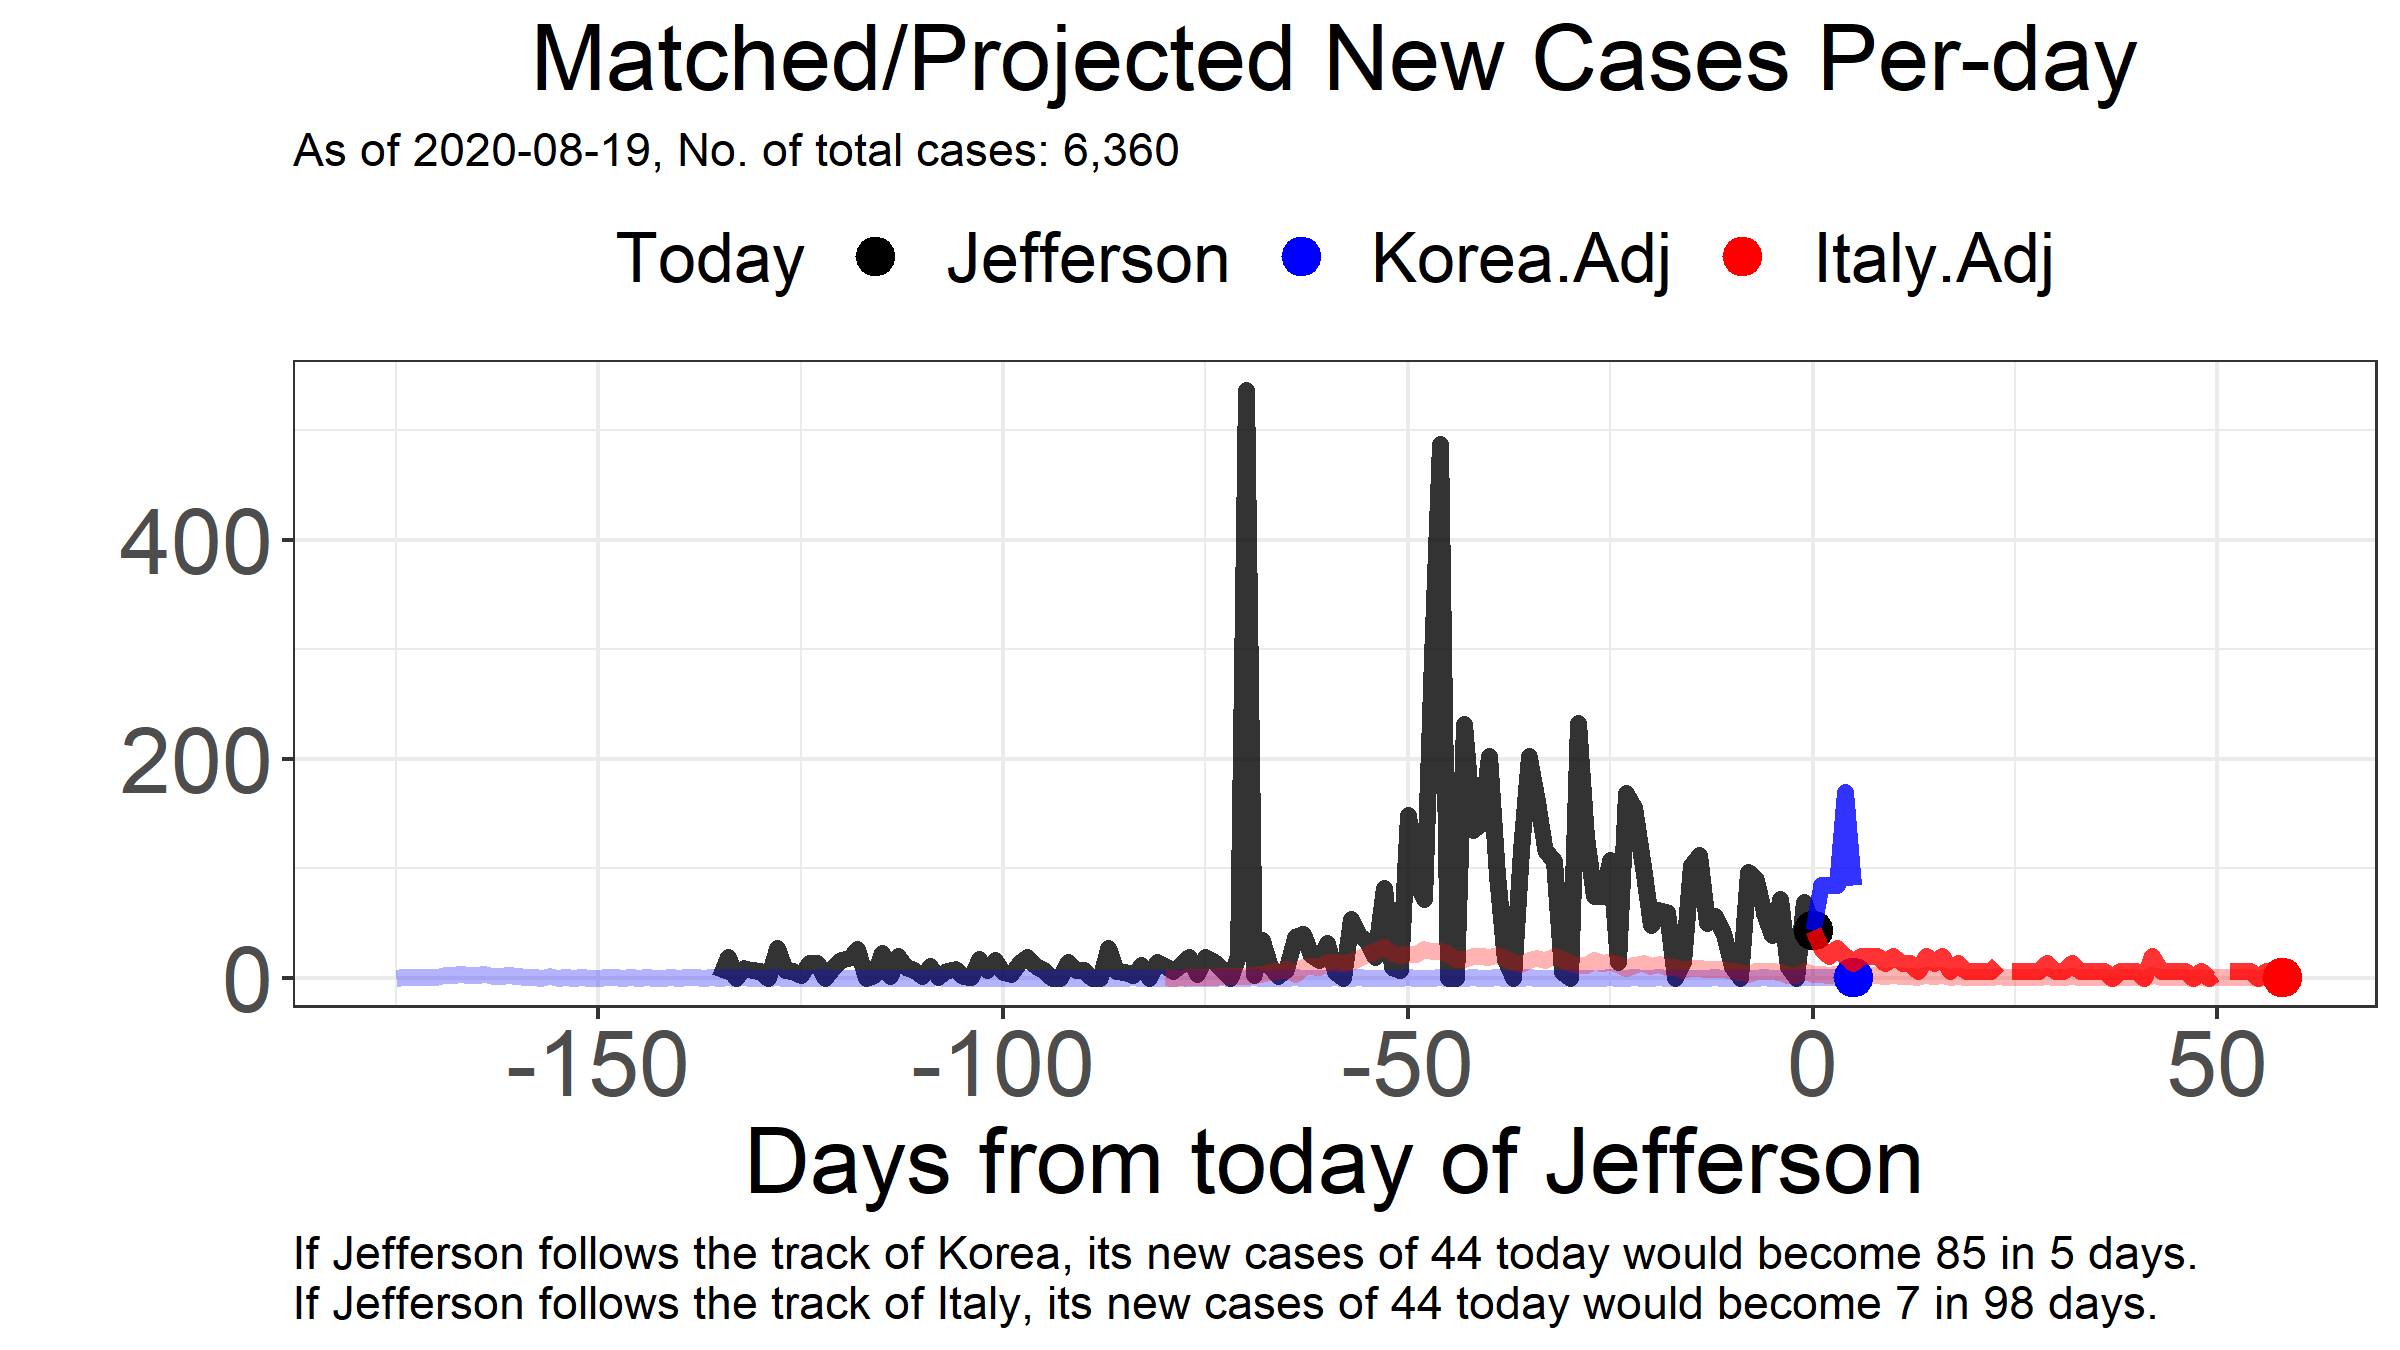 Matched/Projected New Cases Per-day
As of 2020-08-19, No. of total cases: 6,360
Today Jefferson Korea.Adj Italy.Adj
400
200
0
-150 -100 -50 0 50
Days from today of Jefferson
If Jefferson follows the track of Korea, its new cases of 44 today would become 85 in 5 days.
If Jefferson follows the track of Italy, its new cases of 44 today would become 7 in 98 days.